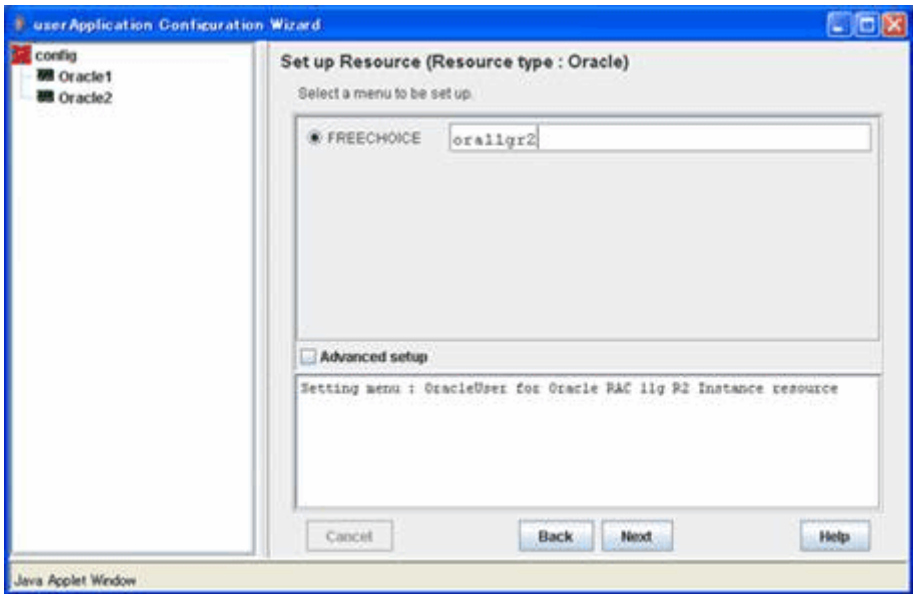 userApplication Configuration Wizard
config
Oracle1
Oracle2
Set up Resource (Resource type : Oracle)
Select a menu to be set up.
FREECHOICE
ora11gr2
Advanced setup
Setting menu : OracleUser for Oracle RAC 11g R2 Instance resource
Cancel
Back
Next
Help
Java Applet Window